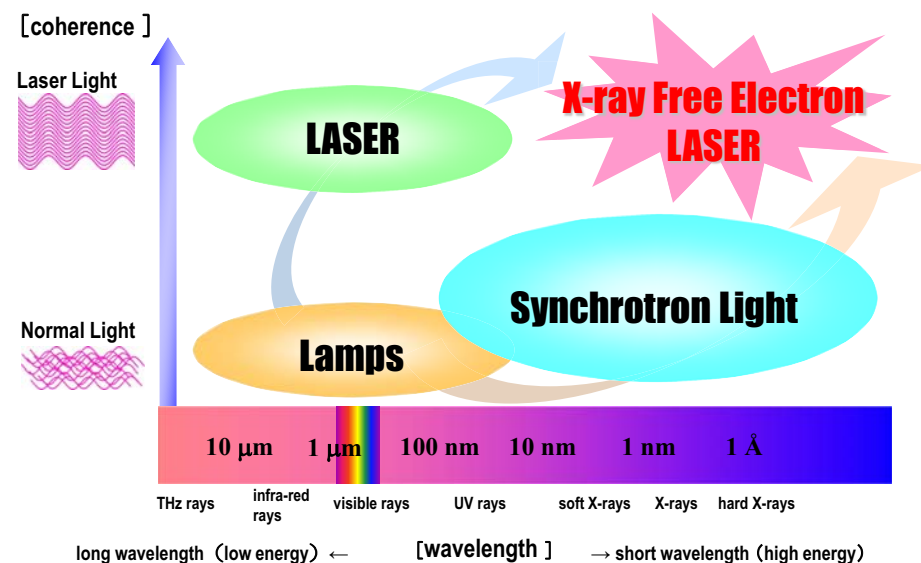 [coherence ]
Laser Light
LASER
X-ray Free Electron
LASER
Synchrotron Light
Normal Light
Lamps
10 μm 1 μm 100 nm 10 nm 1 nm 1 Å
THz rays infra-red rays visible rays UV rays soft X-rays X-rays hard X-rays
long wavelength（low energy）← [wavelength ] → short wavelength（high energy）